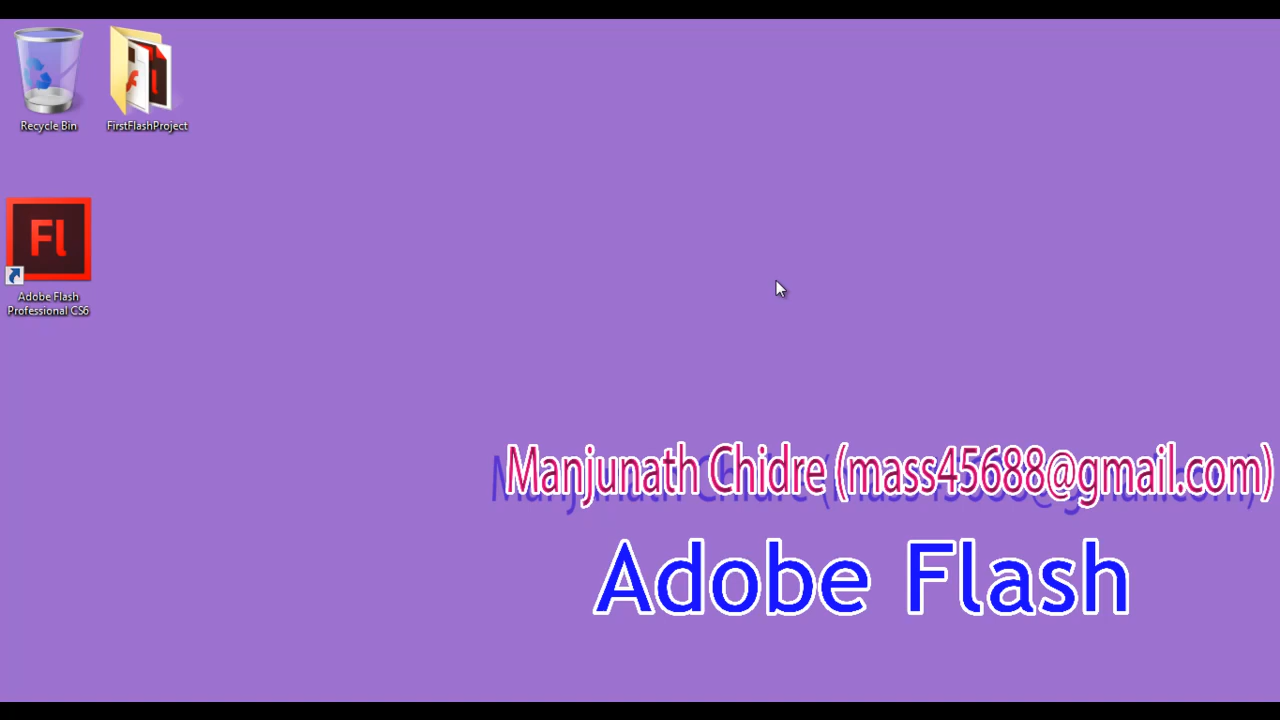 Recycle Bin
FirstFlashProject
Fl
Adobe Flash
Professional CS6
Manjunath Chidre (mass45688@gmail.com)
Adobe Flash